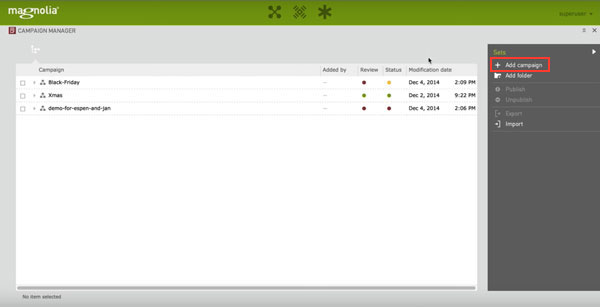 magnolia®
superuser
CAMPAIGN MANAGER
Campaign Added by Review Status Modification date
Black-Friday – Dec 4, 2014 2:09 PM
Xmas – Dec 2, 2014 9:22 PM
demo-for-espen-and-jan – Dec 4, 2014 2:06 PM
Sets
Add campaign
Add folder
Publish
Unpublish
Export
Import
No item selected